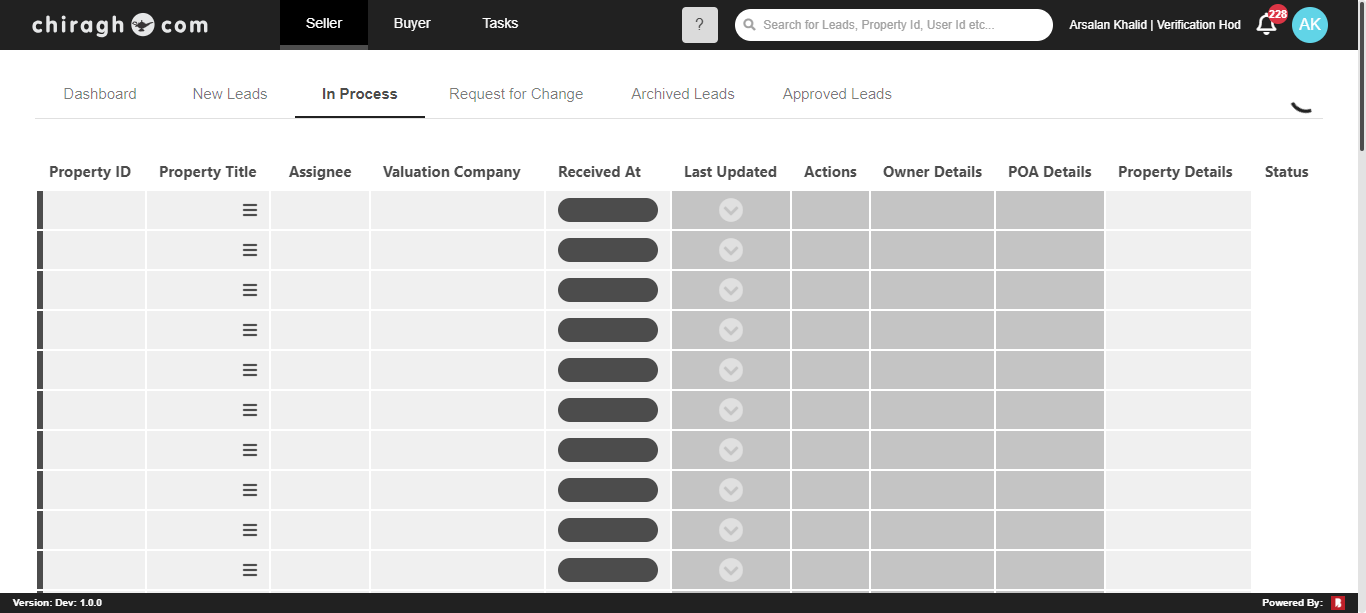 chiragh com
Seller
Buyer
Tasks
?
Search for Leads, Property Id, User Id etc...
Arsalan Khalid | Verification Hod
228
AK
Dashboard
New Leads
In Process
Request for Change
Archived Leads
Approved Leads
Property ID
Property Title
Assignee
Valuation Company
Received At
Last Updated
Actions
Owner Details
POA Details
Property Details
Status
Version: Dev: 1.0.0
Powered By: